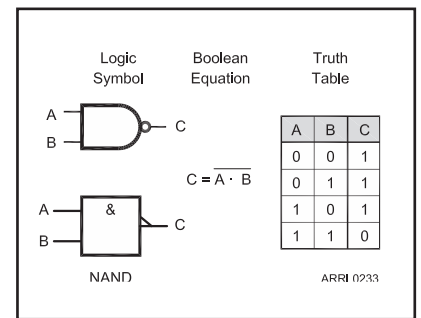 Logic Symbol
Boolean Equation
Truth Table
A
B
C
C = A · B
A B C
0 0 1
0 1 1
1 0 1
1 1 0
A
B
&
C
NAND
ARRL0233